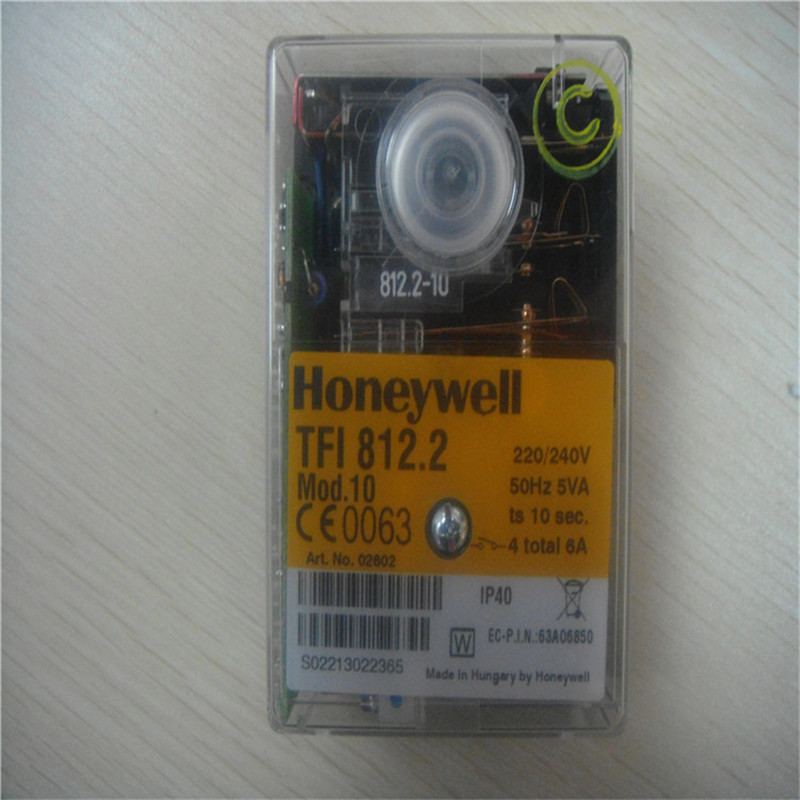 C
812.2-10
Honeywell
TFI 812.2
220/240V
Mod.10
50Hz 5VA
CE0063
ts 10 sec.
4 total 6A
Art. No. 02602
IP40
W
EC-P.I.N.:63A06850
S02213022365
Made in Hungary by Honeywell